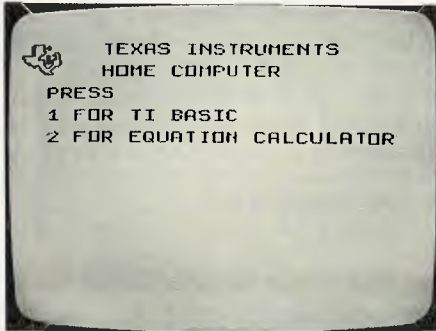 TEXAS INSTRUMENTS
HOME COMPUTER
PRESS
1 FOR TI BASIC
2 FOR EQUATION CALCULATOR